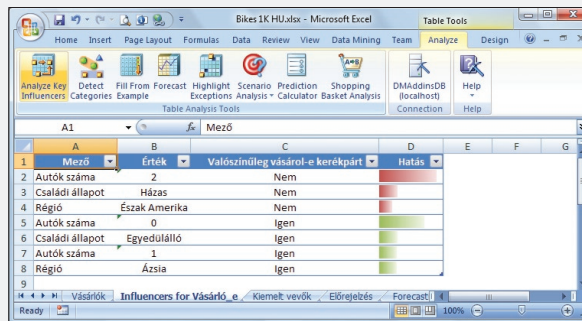 Bikes 1K HU.xlsx - Microsoft Excel
Table Tools
Home Insert Page Layout Formulas Data Review View Data Mining Team Analyze Design
Analyze Key Influencers
Detect Categories
Fill From Example
Forecast
Highlight Exceptions
Scenario Analysis
Prediction Calculator
Shopping Basket Analysis
DMAddinsDB (localhost)
Help
Table Analysis Tools Connection Help
A1 fx Mező
A B C D E F G
1 Mező Érték Valószínűleg vásárol-e kerékpárt Hatás
2 Autók száma 2 Nem
3 Családi állapot Házas Nem
4 Régió Észak Amerika Nem
5 Autók száma 0 Igen
6 Családi állapot Egyedülálló Igen
7 Autók száma 1 Igen
8 Régió Ázsia Igen
9
Vásárlók Influencers for Vásárló_e Kiemelt vevők Előrejelzés Forecast
Ready 100%